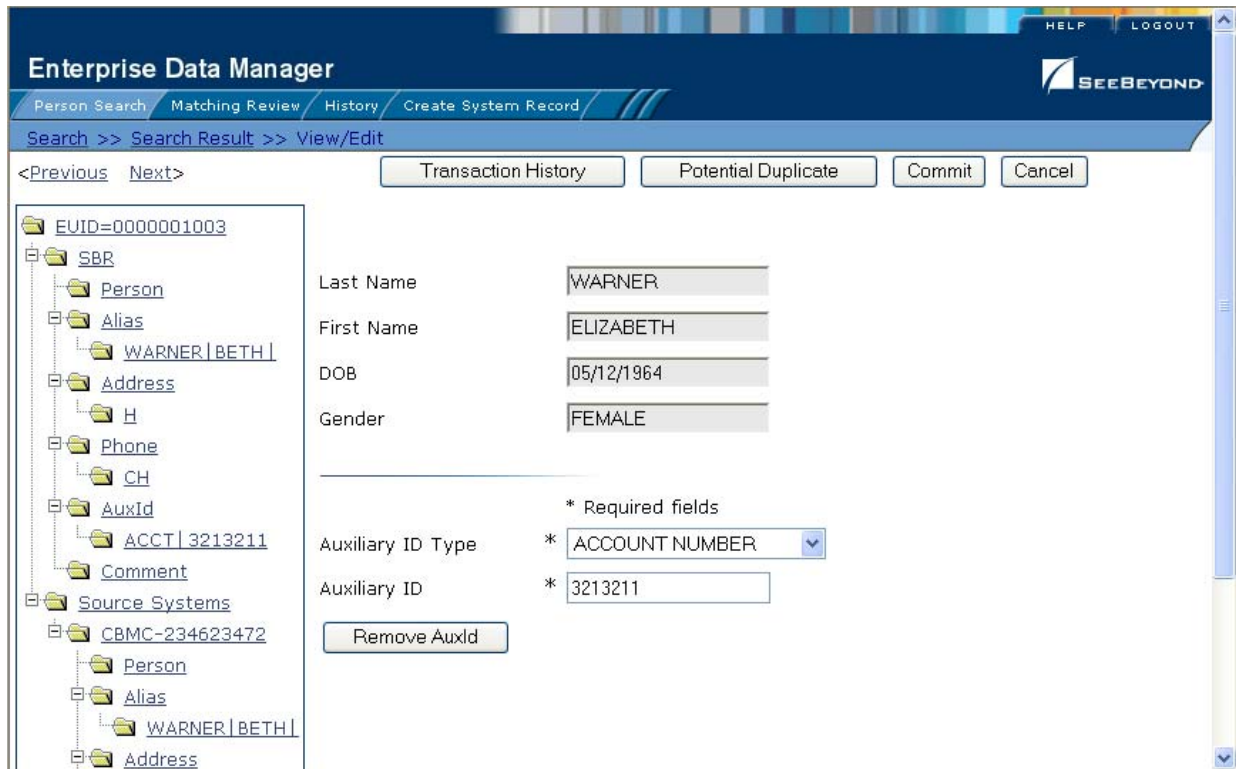 HELP LOGOUT
Enterprise Data Manager
SEEBEYOND
Person Search Matching Review History Create System Record
Search >> Search Result >> View/Edit
<Previous Next>
Transaction History
Potential Duplicate
Commit
Cancel
EUID=0000001003
SBR
Person
Alias
WARNER|BETH|
Address
H
Phone
CH
AuxId
ACCT|3213211
Comment
Source Systems
CBMC-234623472
Person
Alias
WARNER|BETH|
Address
Last Name WARNER
First Name ELIZABETH
DOB 05/12/1964
Gender FEMALE
* Required fields
Auxiliary ID Type * ACCOUNT NUMBER
Auxiliary ID * 3213211
Remove AuxId